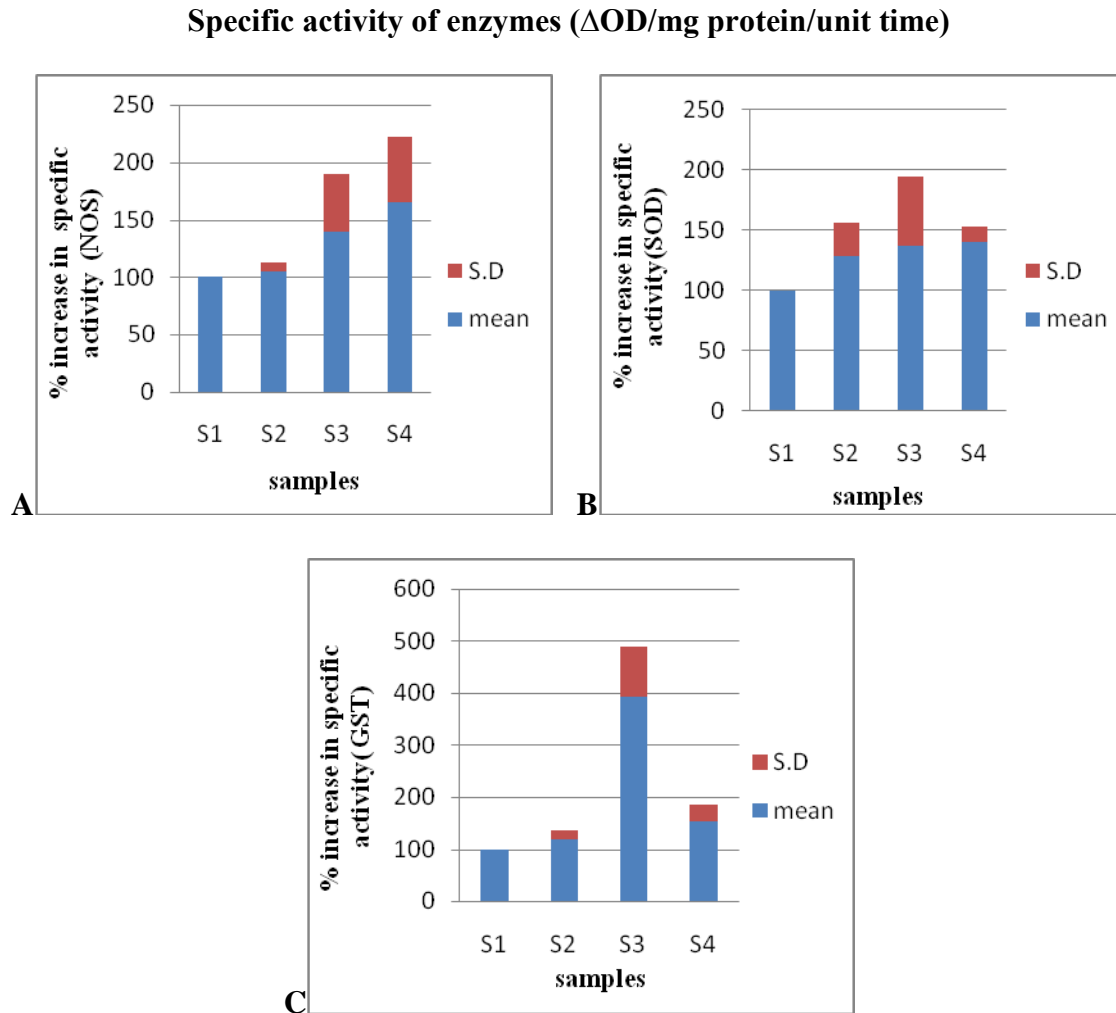 Specific activity of enzymes (ΔOD/mg protein/unit time)
% increase in specific
activity (NOS)
250
200
150
100
50
0
S1 S2 S3 S4
samples
S.D
mean
A
% increase in specific
activity(SOD)
250
200
150
100
50
0
S1 S2 S3 S4
samples
S.D
mean
B
% increase in specific
activity( GST)
600
500
400
300
200
100
0
S1 S2 S3 S4
samples
S.D
mean
C